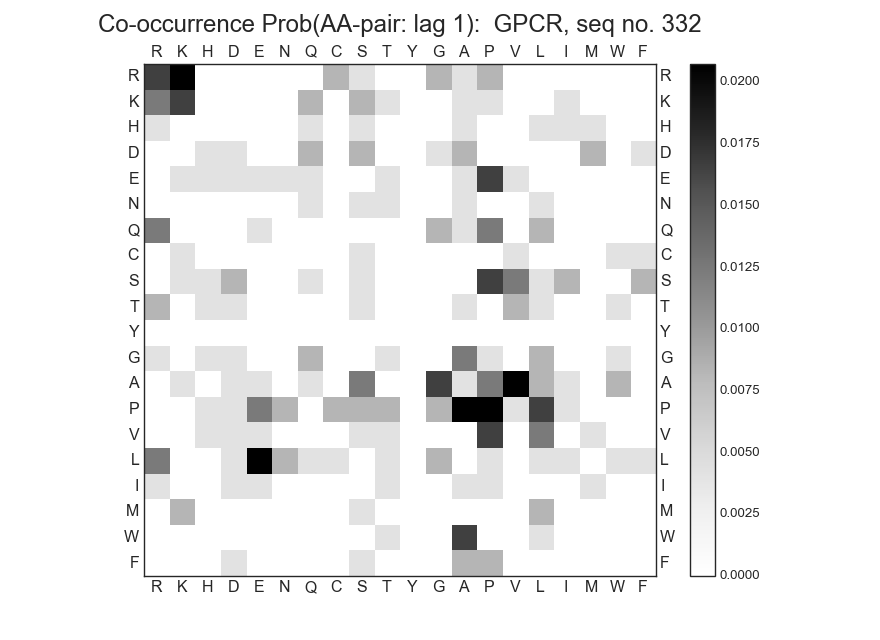 Co-occurrence Prob(AA-pair: lag 1):  GPCR, seq no. 332
R K H D E N Q C S T Y G A P V L I M W F
R R
K K
H H
D D
E E
N N
Q Q
C C
S S
T T
Y Y
G G
A A
P P
V V
L L
I I
M M
W W
F F
R K H D E N Q C S T Y G A P V L I M W F
0.0200
0.0175
0.0150
0.0125
0.0100
0.0075
0.0050
0.0025
0.0000